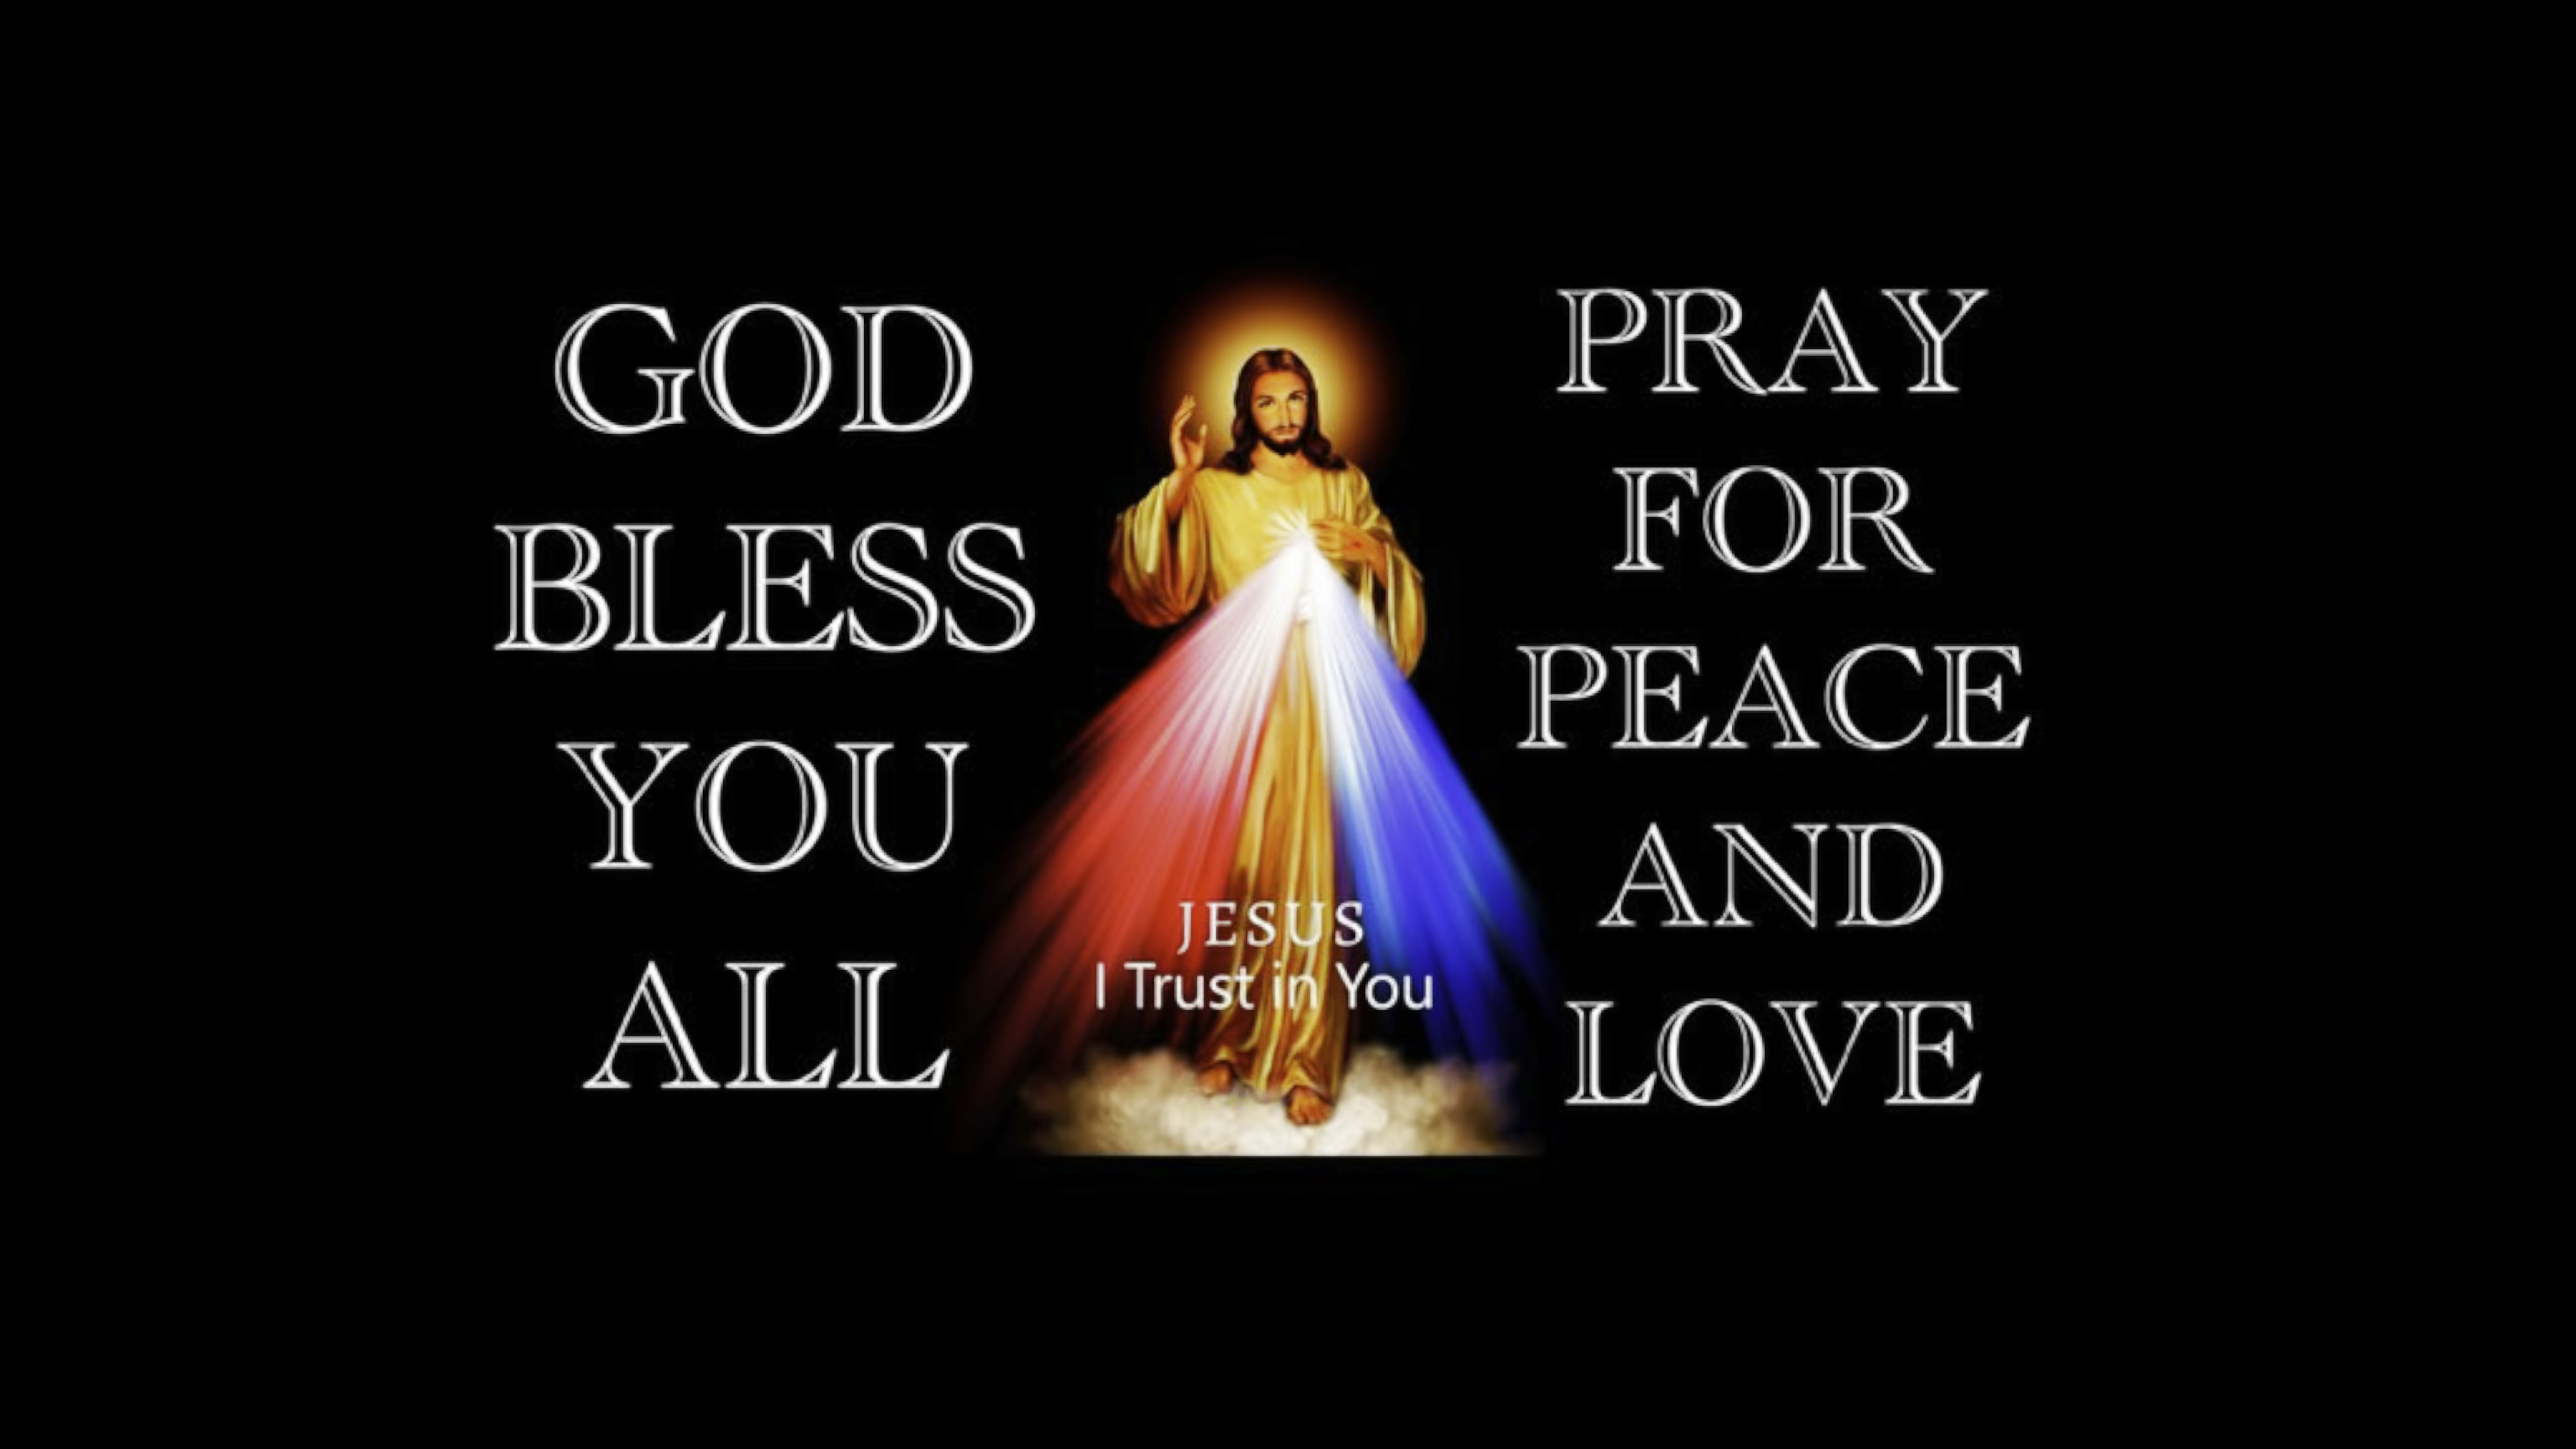 GOD
BLESS
YOU
ALL
JESUS
I Trust in You
PRAY
FOR
PEACE
AND
LOVE